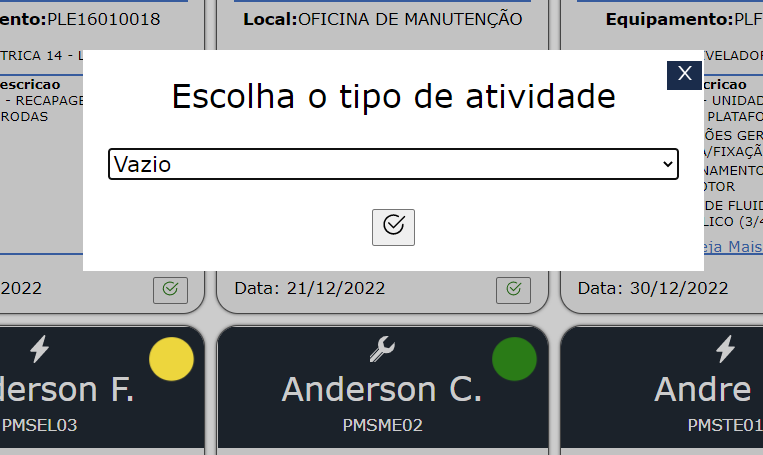 ento:PLE16010018
Local:OFICINA DE MANUTENÇÃO
Equipamento:PLF
TRICA 14 - L
VELADOR
X
Escolha o tipo de atividade
escricao
- RECAPAGE
RODAS
cricao
- UNIDAD
PLATAFO
ÕES GER
A/FIXAÇÃ
NAMENTO
OTOR
DE FLUID
LICO (3/4
eja Mais
Vazio
2022
Data: 21/12/2022
Data: 30/12/2022
derson F.
PMSEL03
Anderson C.
PMSME02
Andre
PMSTE01